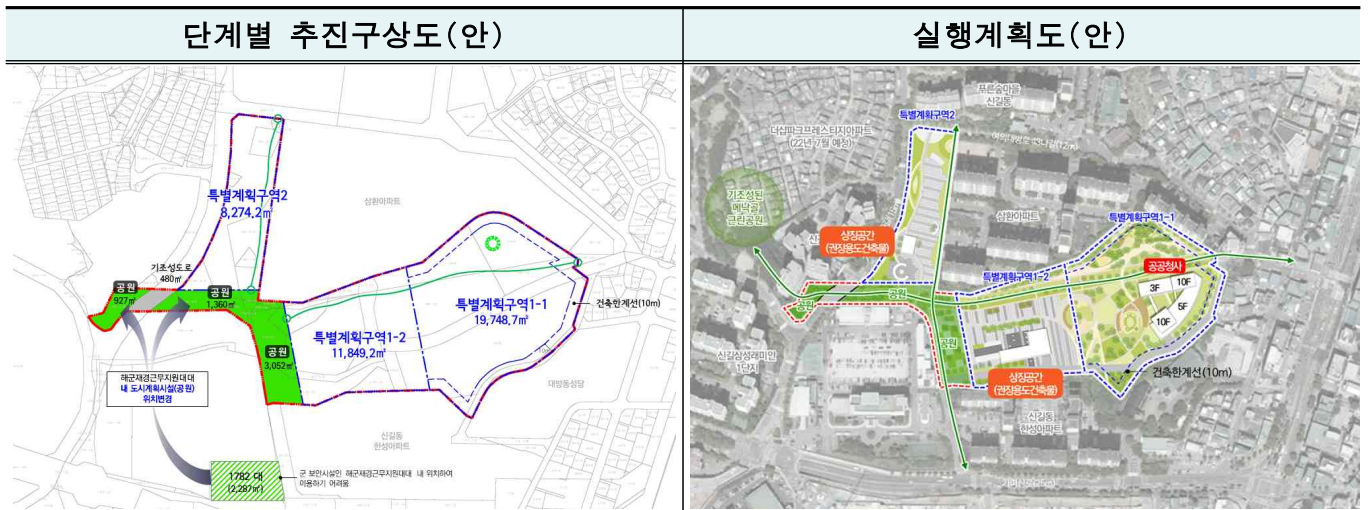 단계별 추진구상도(안)
실행계획도(안)
특별계획구역2
8,274.2㎡
삼환아파트
기조성도로
480㎡
공원
927㎡
공원
1,360㎡
특별계획구역1-1
19,748.7㎡
건축한계선(10m)
특별계획구역1-2
11,849.2㎡
공원
3,052㎡
해군재경근무지원대대
내 도시계획시설(공원)
위치변경
대방동성당
신길동
한성아파트
1782 대
(2,287㎡)
군 보안시설인 해군재경근무지원대대 내 위치하여
이용하기 어려움
푸른숲마을
신길동
특별계획구역2
더샵파크프레스티지아파트
(22년 7월 예정)
기조성된
메낙골
근린공원
삼환아파트
상징공간
(권장용도건축물)
특별계획구역1-1
특별계획구역1-2
공공청사
3F
10F
5F
10F
공원
공원
공원
신길삼성래미안
1단지
상징공간
(권장용도건축물)
건축한계선(10m)
신길동
한성아파트